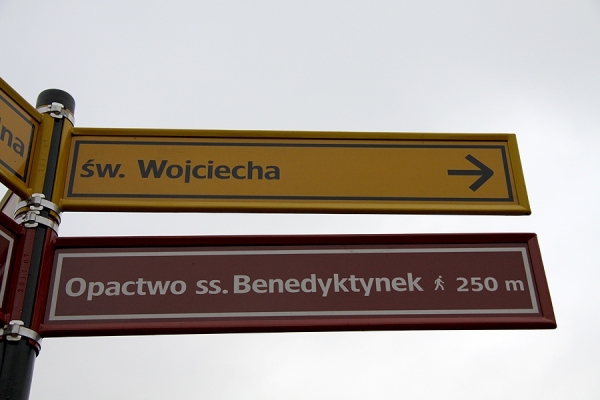 św. Wojciecha
Opactwo ss. Benedyktynek 250 m